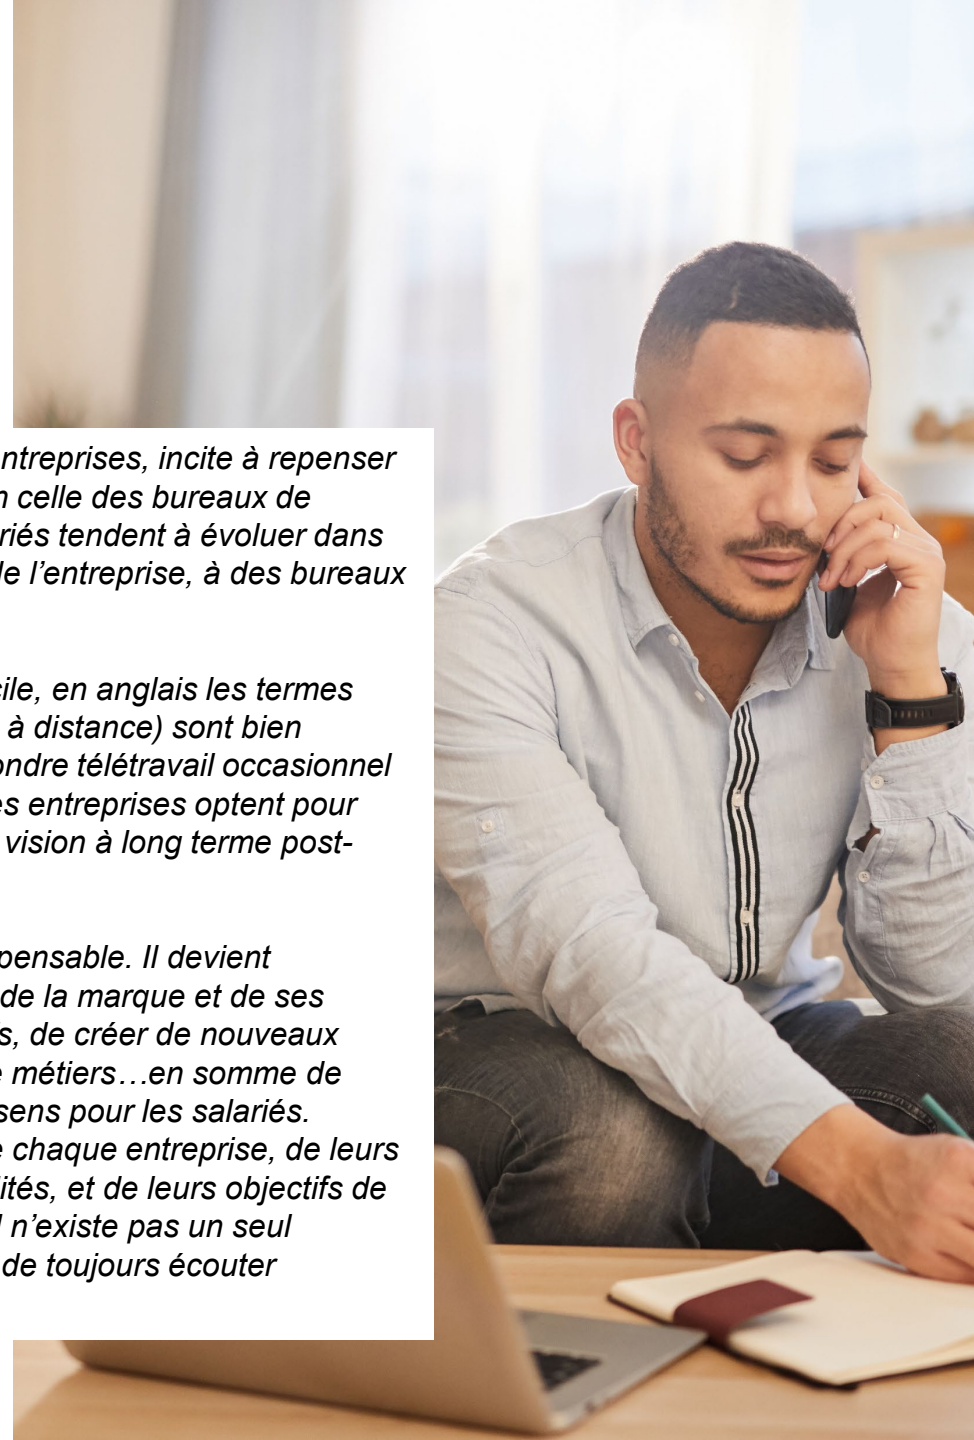 ntreprises, incite à repenser
n celle des bureaux de
riés tendent à évoluer dans
de l’entreprise, à des bureaux
cile, en anglais les termes
à distance) sont bien
ondre télétravail occasionnel
es entreprises optent pour
vision à long terme post-
pensable. Il devient
de la marque et de ses
s, de créer de nouveaux
e métiers…en somme de
sens pour les salariés.
e chaque entreprise, de leurs
lités, et de leurs objectifs de
l n’existe pas un seul
de toujours écouter